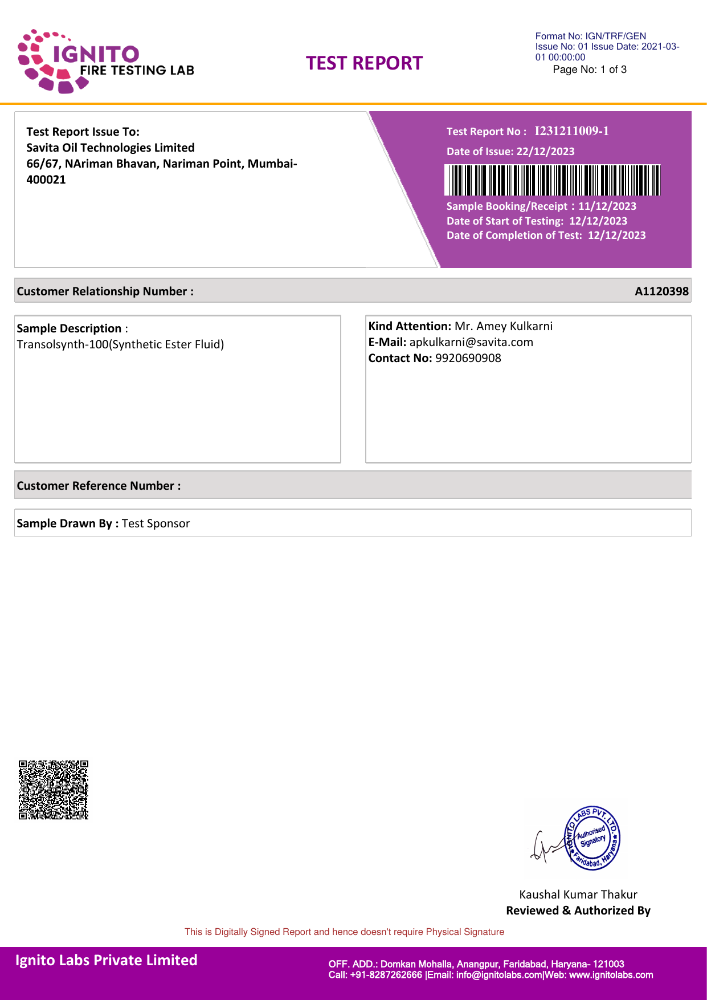 IGNITO
FIRE TESTING LAB
TEST REPORT
Format No: IGN/TRF/GEN
Issue No: 01 Issue Date: 2021-03-
01 00:00:00
Page No: 1 of 3
Test Report Issue To:
Savita Oil Technologies Limited
66/67, NAriman Bhavan, Nariman Point, Mumbai-
400021
Test Report No : I231211009-1
Date of Issue: 22/12/2023
Sample Booking/Receipt : 11/12/2023
Date of Start of Testing: 12/12/2023
Date of Completion of Test: 12/12/2023
Customer Relationship Number : A1120398
Sample Description :
Transolsynth-100(Synthetic Ester Fluid)
Kind Attention: Mr. Amey Kulkarni
E-Mail: apkulkarni@savita.com
Contact No: 9920690908
Customer Reference Number :
Sample Drawn By : Test Sponsor
IGNITO LABS PVT. LTD.
Authorised
Signatory
Faridabad, Haryana
Kaushal Kumar Thakur
Reviewed & Authorized By
This is Digitally Signed Report and hence doesn't require Physical Signature
Ignito Labs Private Limited
OFF. ADD.: Domkan Mohalla, Anangpur, Faridabad, Haryana- 121003
Call: +91-8287262666 |Email: info@ignitolabs.com|Web: www.ignitolabs.com